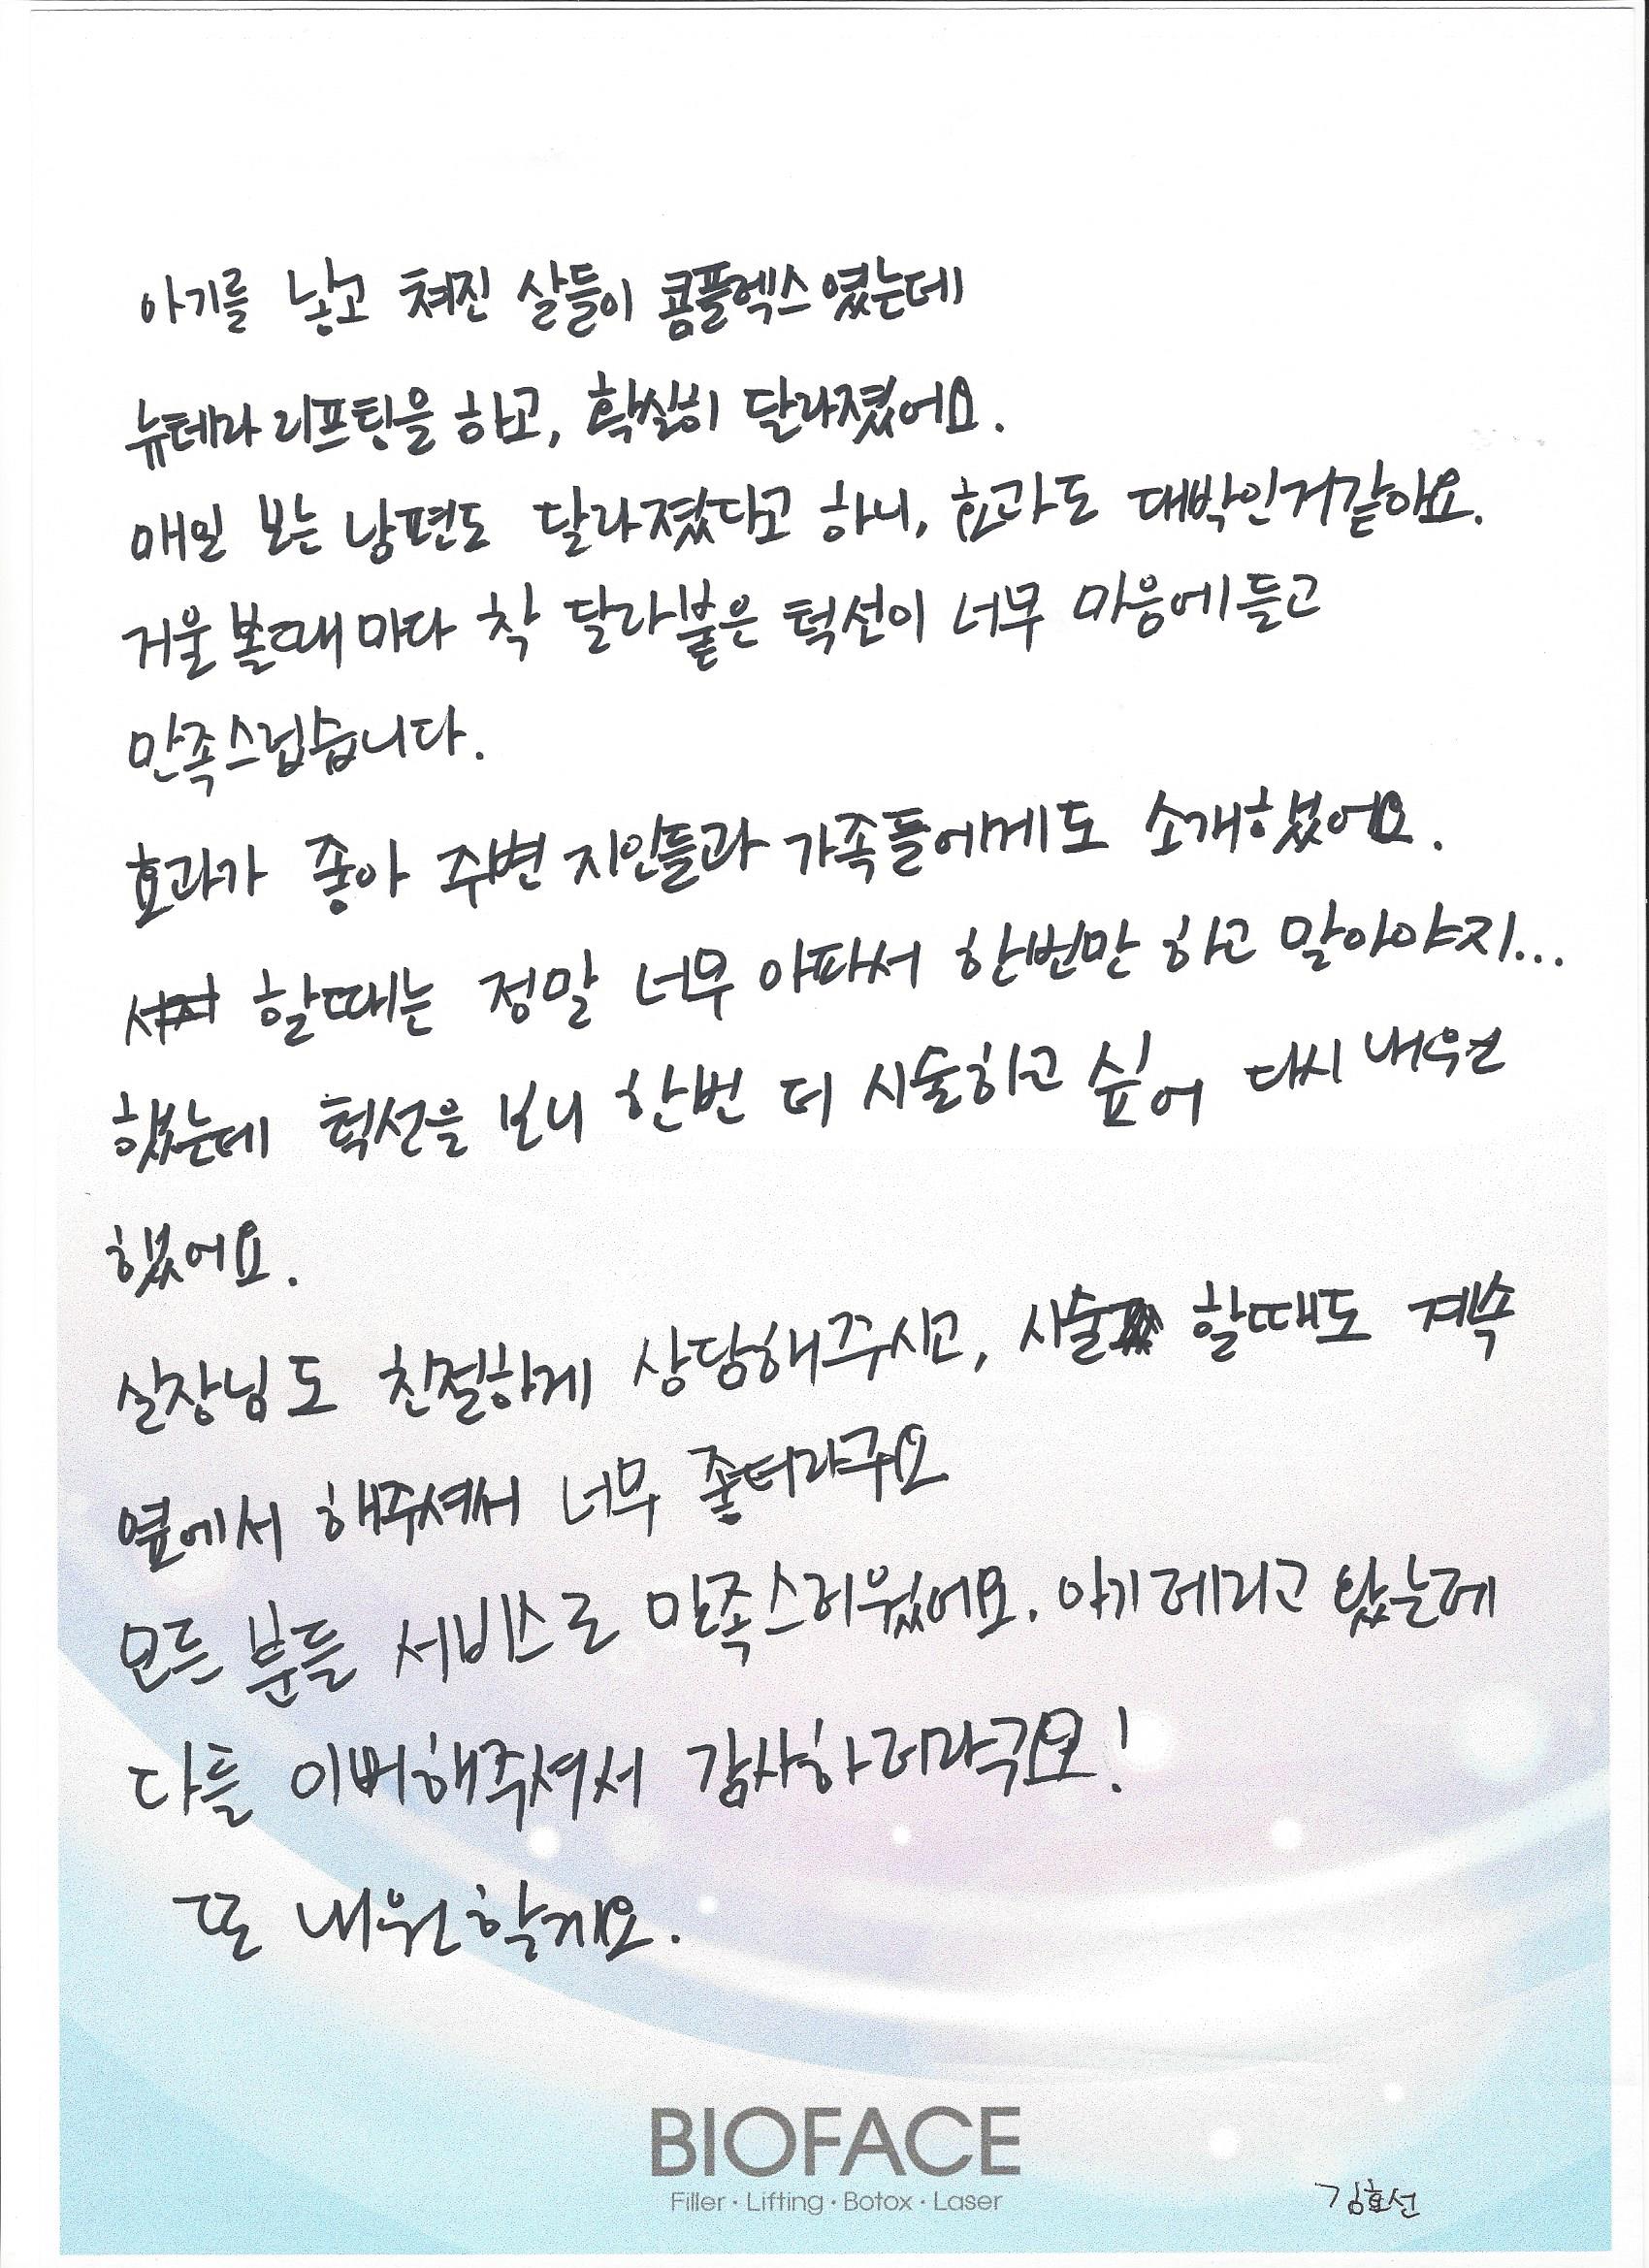 아기를 낳고 쳐진 살들이 콤플렉스였는데
뉴테라 리프팅을 하고, 확실히 달라졌어요.
매일 보는 남편도 달라졌다고 하니, 효과도 대박인거같아요.
거울 볼때마다 착 달라붙은 턱선이 너무 마음에들고
만족스럽습니다.
효과가 좋아 주변 지인들과 가족들에게도 소개했었어요.
할때는 정말 너무 아파서 한번만 하고 말아야지...
했는데 턱선을 보니 한번 더 시술하고 싶어 다시 내원
했어요.
실장님도 친절하게 상담해주시고, 시술 할때도 계속
옆에서 해주셔서 너무 좋더라구요
모든 분들 서비스로 만족스러웠어요. 아기데리고 왔는데
다들 이뻐해주셔서 감사하더라구요!
또 내원할게요.
BIOFACE
Filler · Lifting · Botox · Laser
김효선